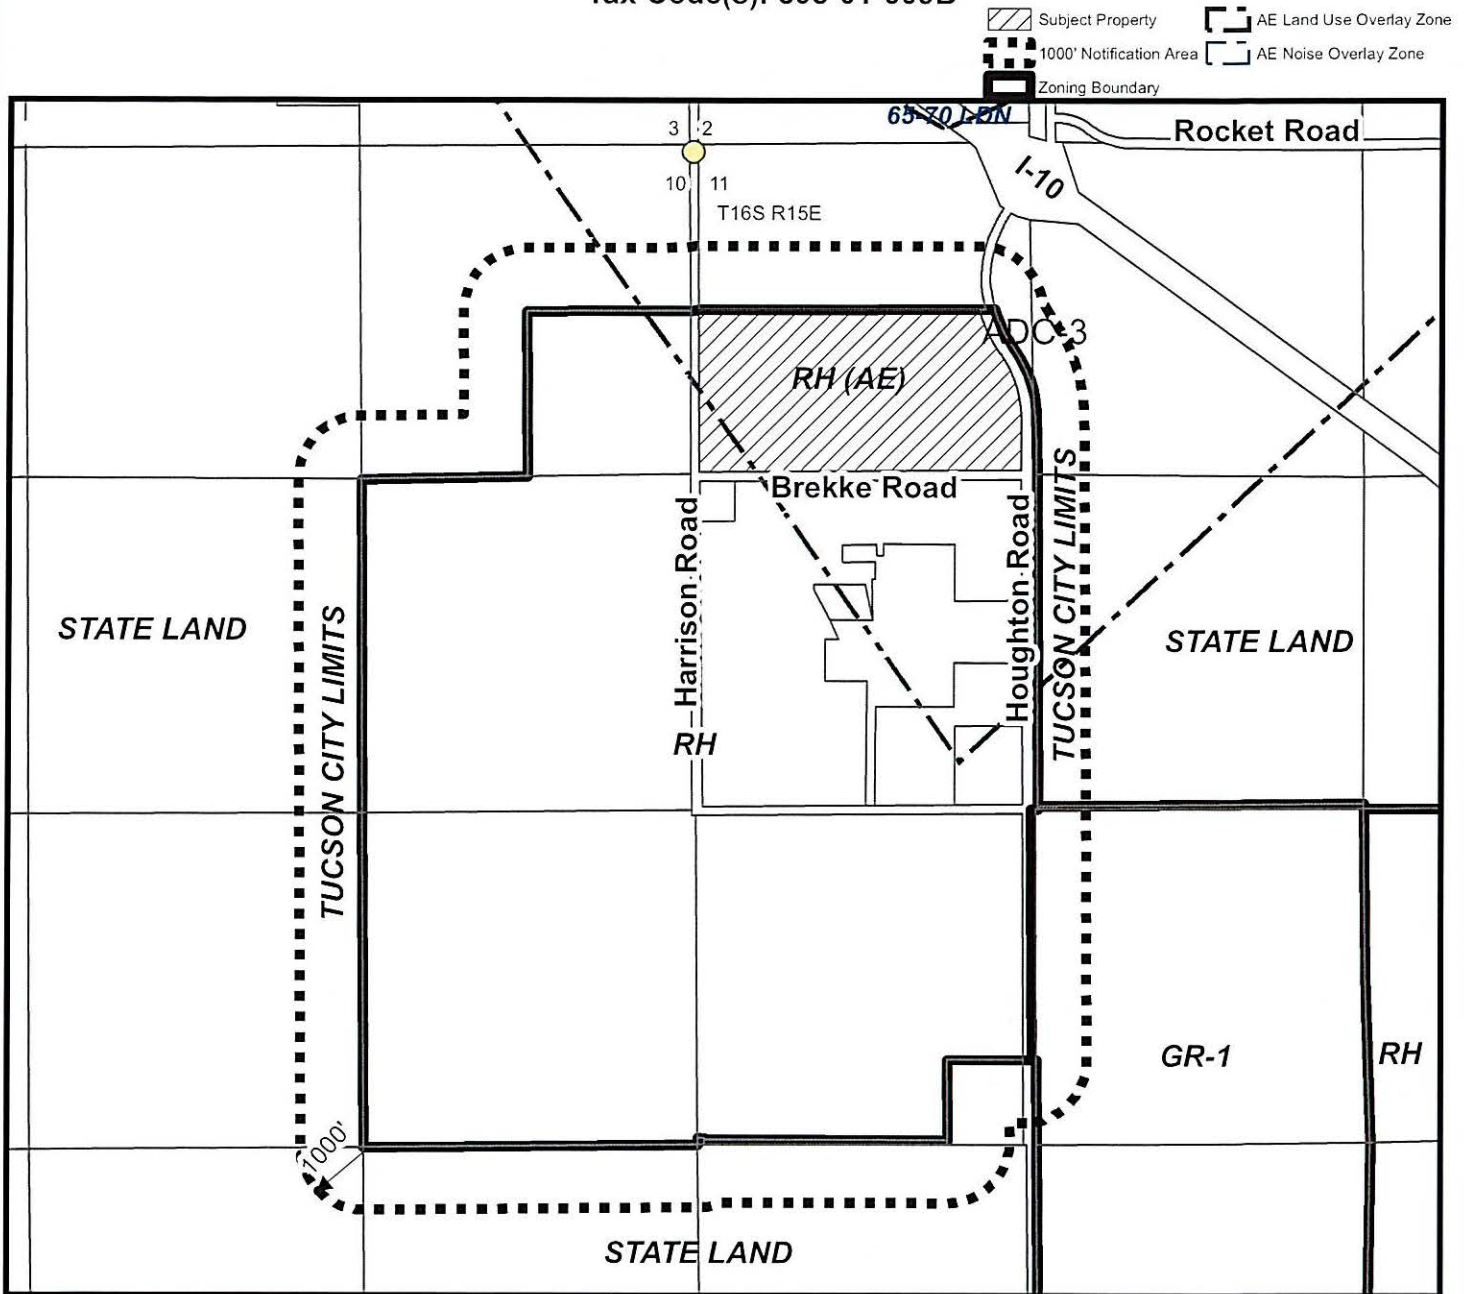 Subject Property
AE Land Use Overlay Zone
1000' Notification Area
AE Noise Overlay Zone
Zoning Boundary
65-70 LDN
3 2
Rocket Road
10 11
I-10
T16S R15E
ADC-3
RH (AE)
Brekke Road
Harrison Road
Houghton Road
TUCSON CITY LIMITS
STATE LAND
TUCSON CITY LIMITS
STATE LAND
RH
GR-1
RH
1000'
STATE LAND